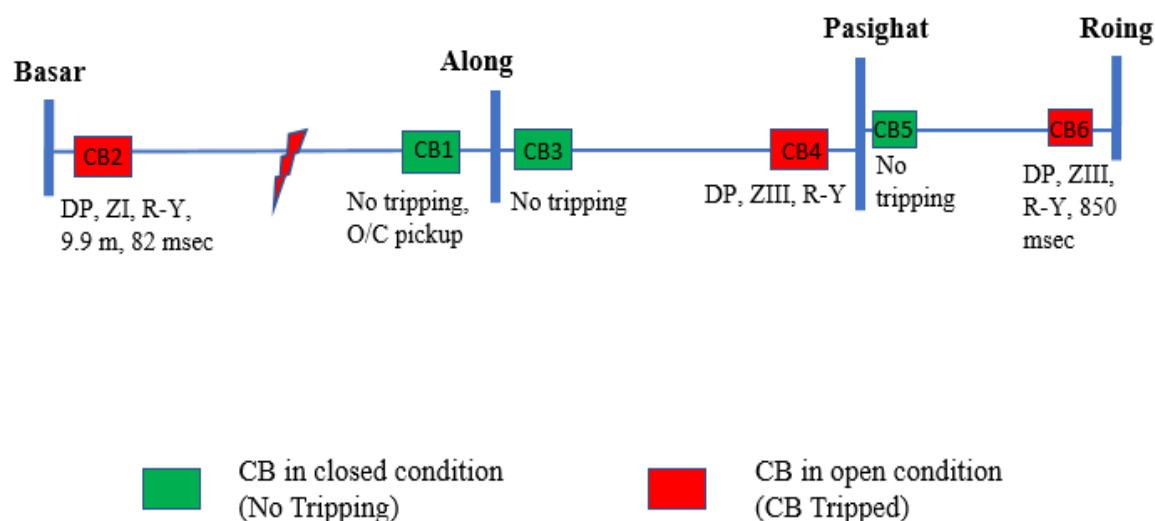 Basar
Along
Pasighat
Roing
CB2
CB1
CB3
CB4
CB5
CB6
DP, ZI, R-Y,
9.9 m, 82 msec
No tripping,
O/C pickup
No tripping
DP, ZIII, R-Y
No
tripping
DP, ZIII,
R-Y, 850
msec
CB in closed condition
(No Tripping)
CB in open condition
(CB Tripped)